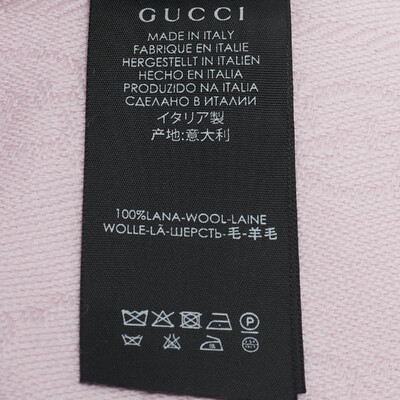 GUCCI
MADE IN ITALY
FABRIQUE EN ITALIE
HERGESTELLT IN ITALIEN
HECHO EN ITALIA
PRODUZIDO NA ITALIA
СДЕЛАНО В ИТАЛИИ
イタリア製
产地:意大利
100%LANA-WOOL-LAINE
WOLLE-LÃ-ШЕРСТЬ-毛-羊毛